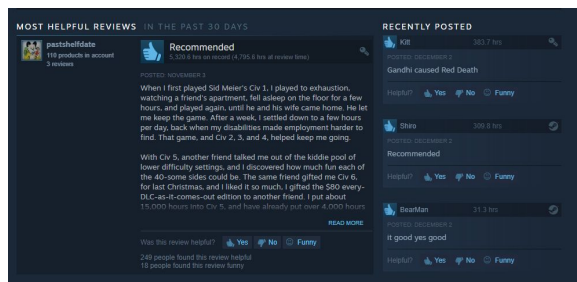 MOST HELPFUL REVIEWS IN THE PAST 30 DAYS
pastshelfdate
110 products in account
3 reviews
Recommended
5,320.6 hrs on record (4,795.6 hrs at review time)
POSTED: NOVEMBER 3
When I first played Sid Meier's Civ 1, I played to exhaustion,
watching a friend's apartment, fell asleep on the floor for a few
hours, and played again, until he and his wife came home. He let
me keep the game. After a week, I settled down to a few hours
per day, back when my disabilities made employment harder to
find. That game, and Civ 2, 3, and 4, helped keep me going.
With Civ 5, another friend talked me out of the kiddie pool of
lower difficulty settings, and I discovered how much fun each of
the 40-some sides could be. The same friend gifted me Civ 6,
for last Christmas, and I liked it so much, I gifted the $80 every-
DLC-as-it-comes-out edition to another friend. I put about
15,000 hours into Civ 5, and have already put over 4,000 hours
READ MORE
Was this review helpful? Yes No Funny
249 people found this review helpful
18 people found this review funny
RECENTLY POSTED
Kitt 383.7 hrs
POSTED: DECEMBER 2
Gandhi caused Red Death
Helpful? Yes No Funny
Shiro 309.8 hrs
POSTED: DECEMBER 2
Recommended
Helpful? Yes No Funny
BearMan 31.3 hrs
POSTED: DECEMBER 2
it good yes good
Helpful? Yes No Funny